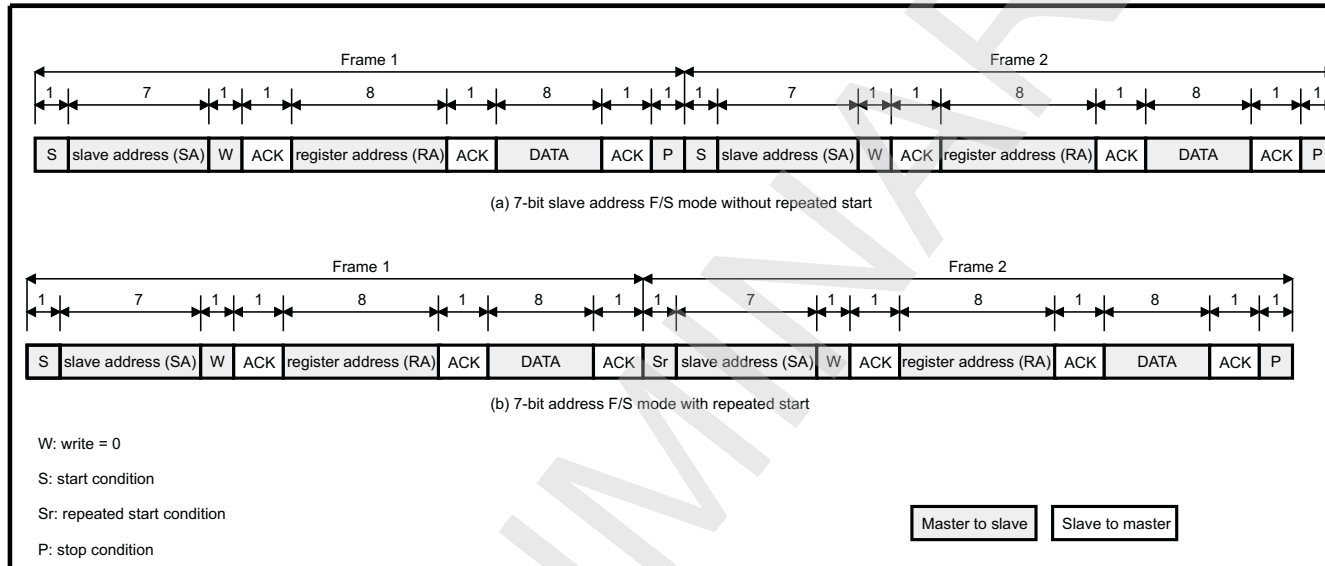 Frame 1 Frame 2
1 7 1 1 8 1 8 1 1 1 7 1 1 8 1 8 1 1
S slave address (SA) W ACK register address (RA) ACK DATA ACK P S slave address (SA) W ACK register address (RA) ACK DATA ACK P
(a) 7-bit slave address F/S mode without repeated start
Frame 1 Frame 2
1 7 1 1 8 1 8 1 1 7 1 1 8 1 8 1 1
S slave address (SA) W ACK register address (RA) ACK DATA ACK Sr slave address (SA) W ACK register address (RA) ACK DATA ACK P
(b) 7-bit address F/S mode with repeated start
W: write = 0
S: start condition
Sr: repeated start condition
P: stop condition
Master to slave Slave to master